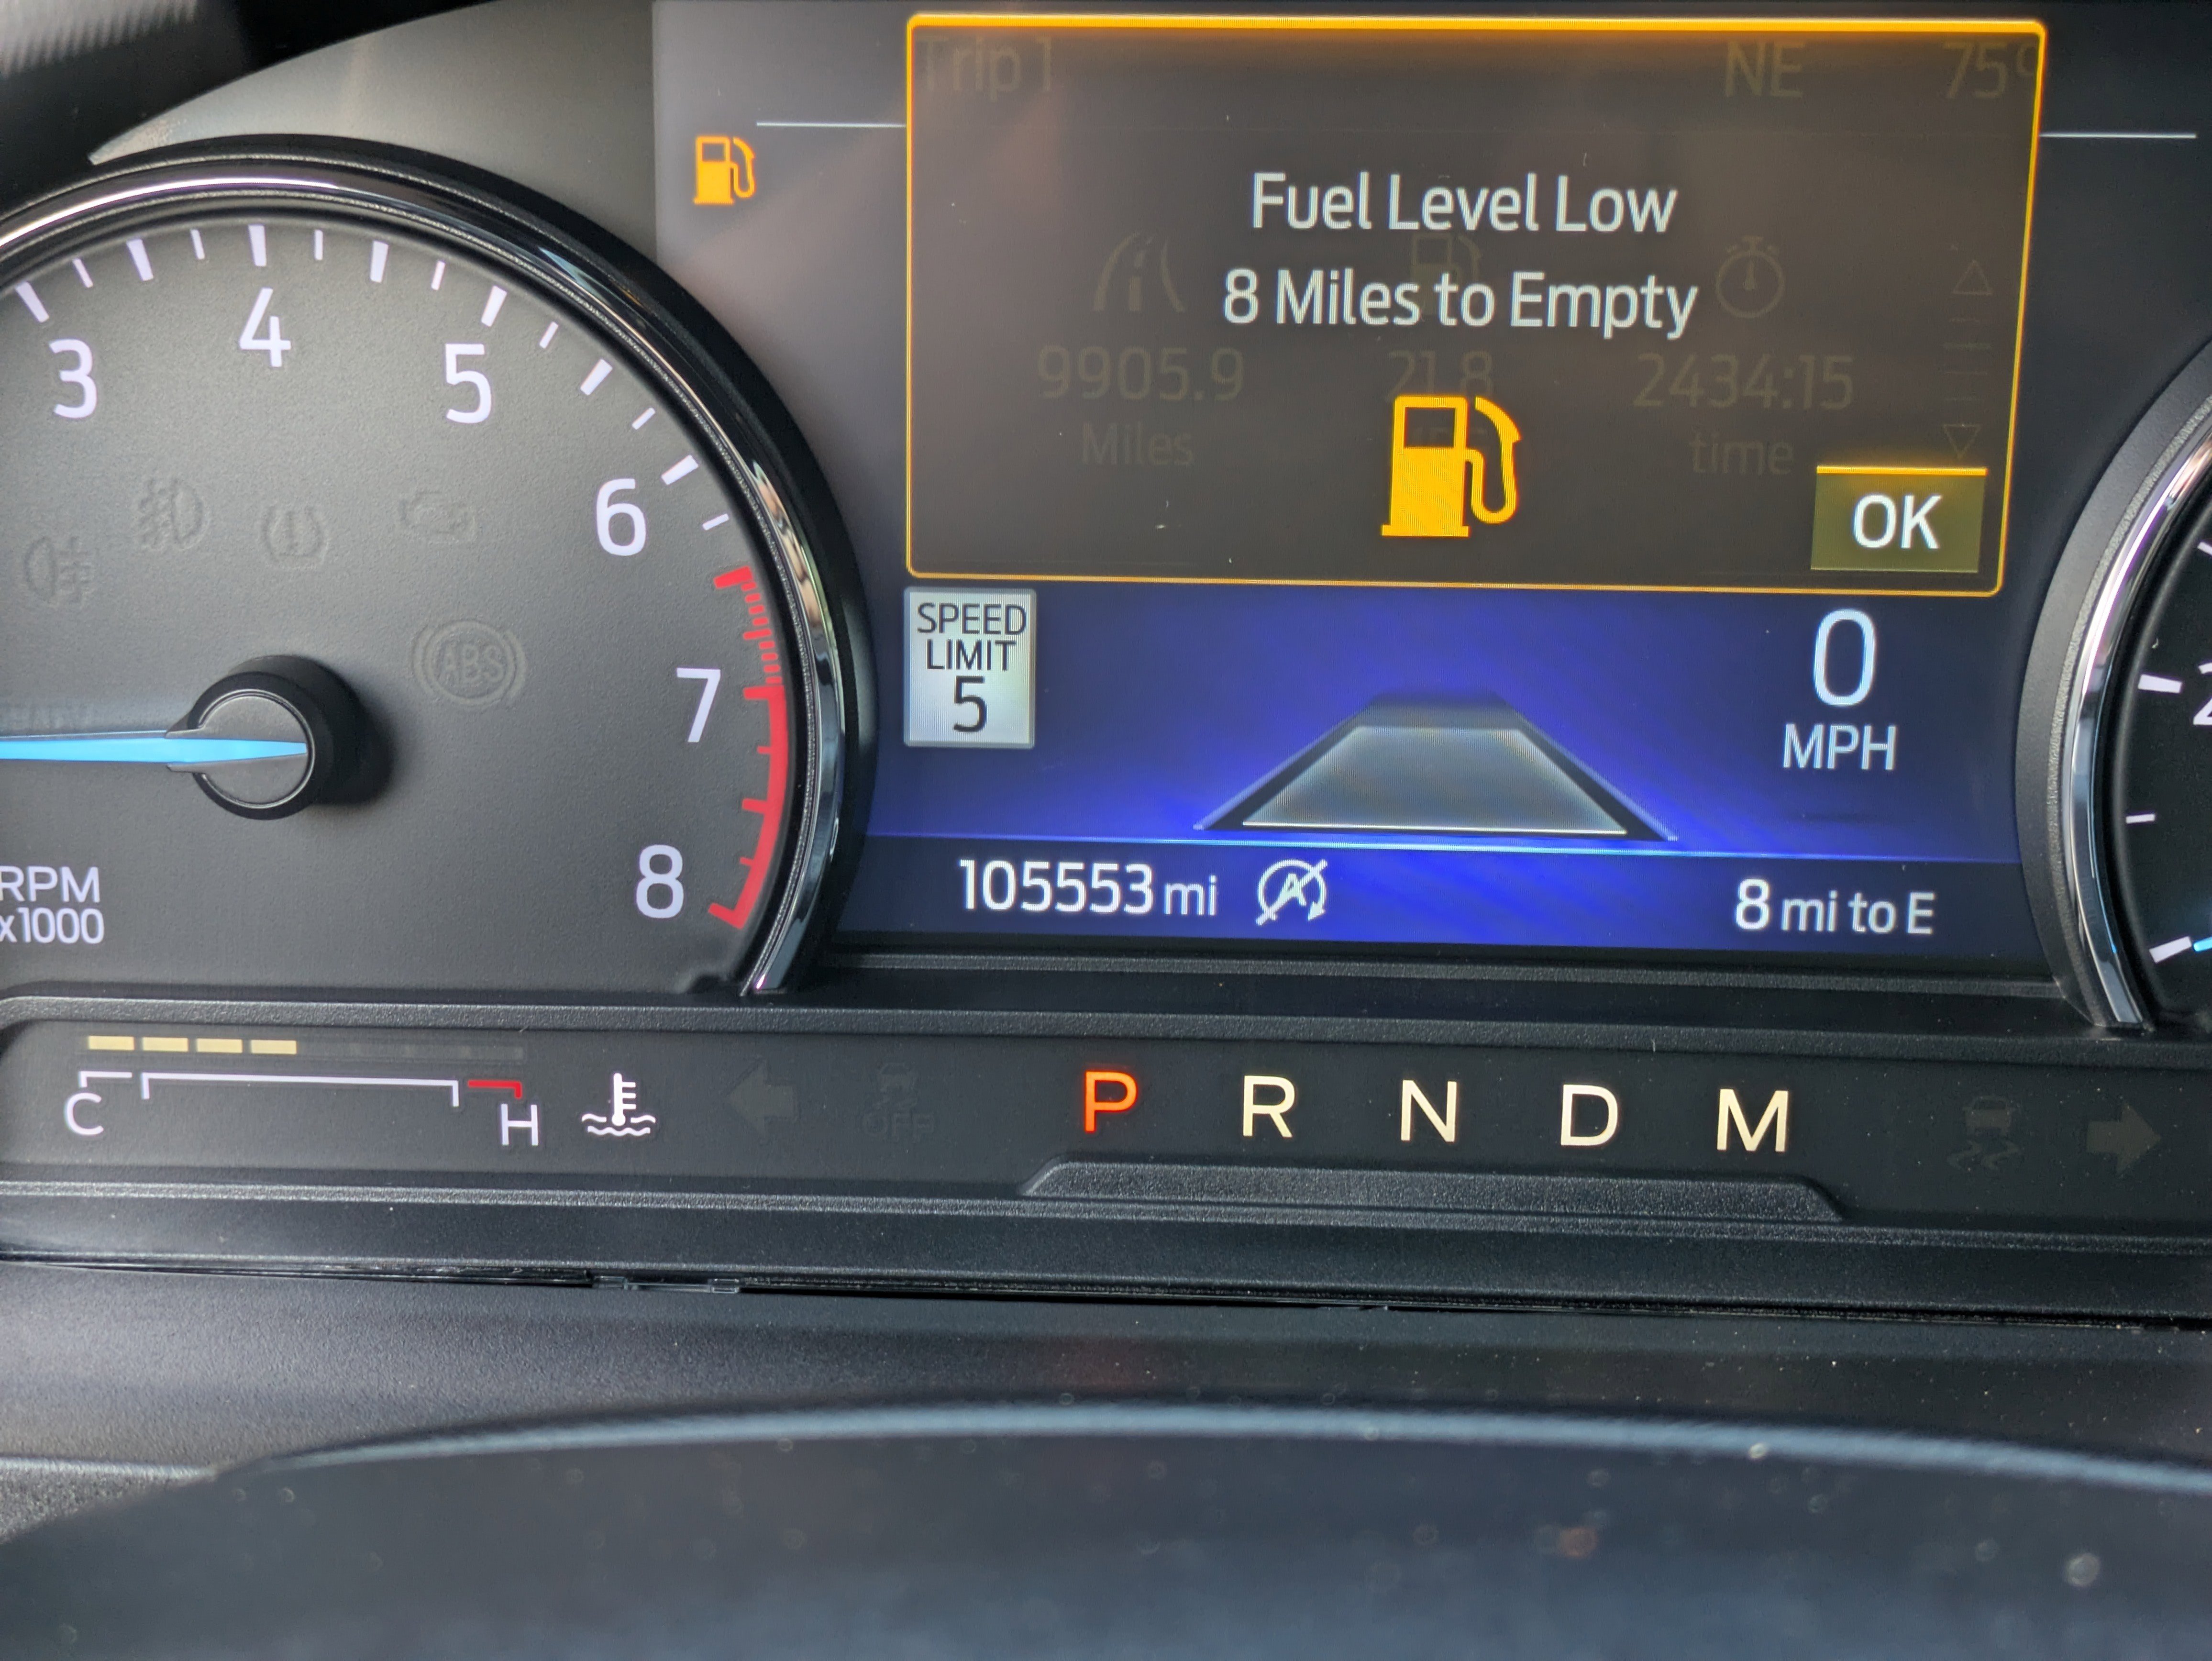 Trip 1 NE 75°
Fuel Level Low
8 Miles to Empty
9905.9 21.8 2434:15
Miles time
OK
3
4
5
6
7
8
ABS
RPM
x1000
SPEED
LIMIT
5
0
MPH
105553 mi
A
8 mi to E
C
H
OFF
P R N D M